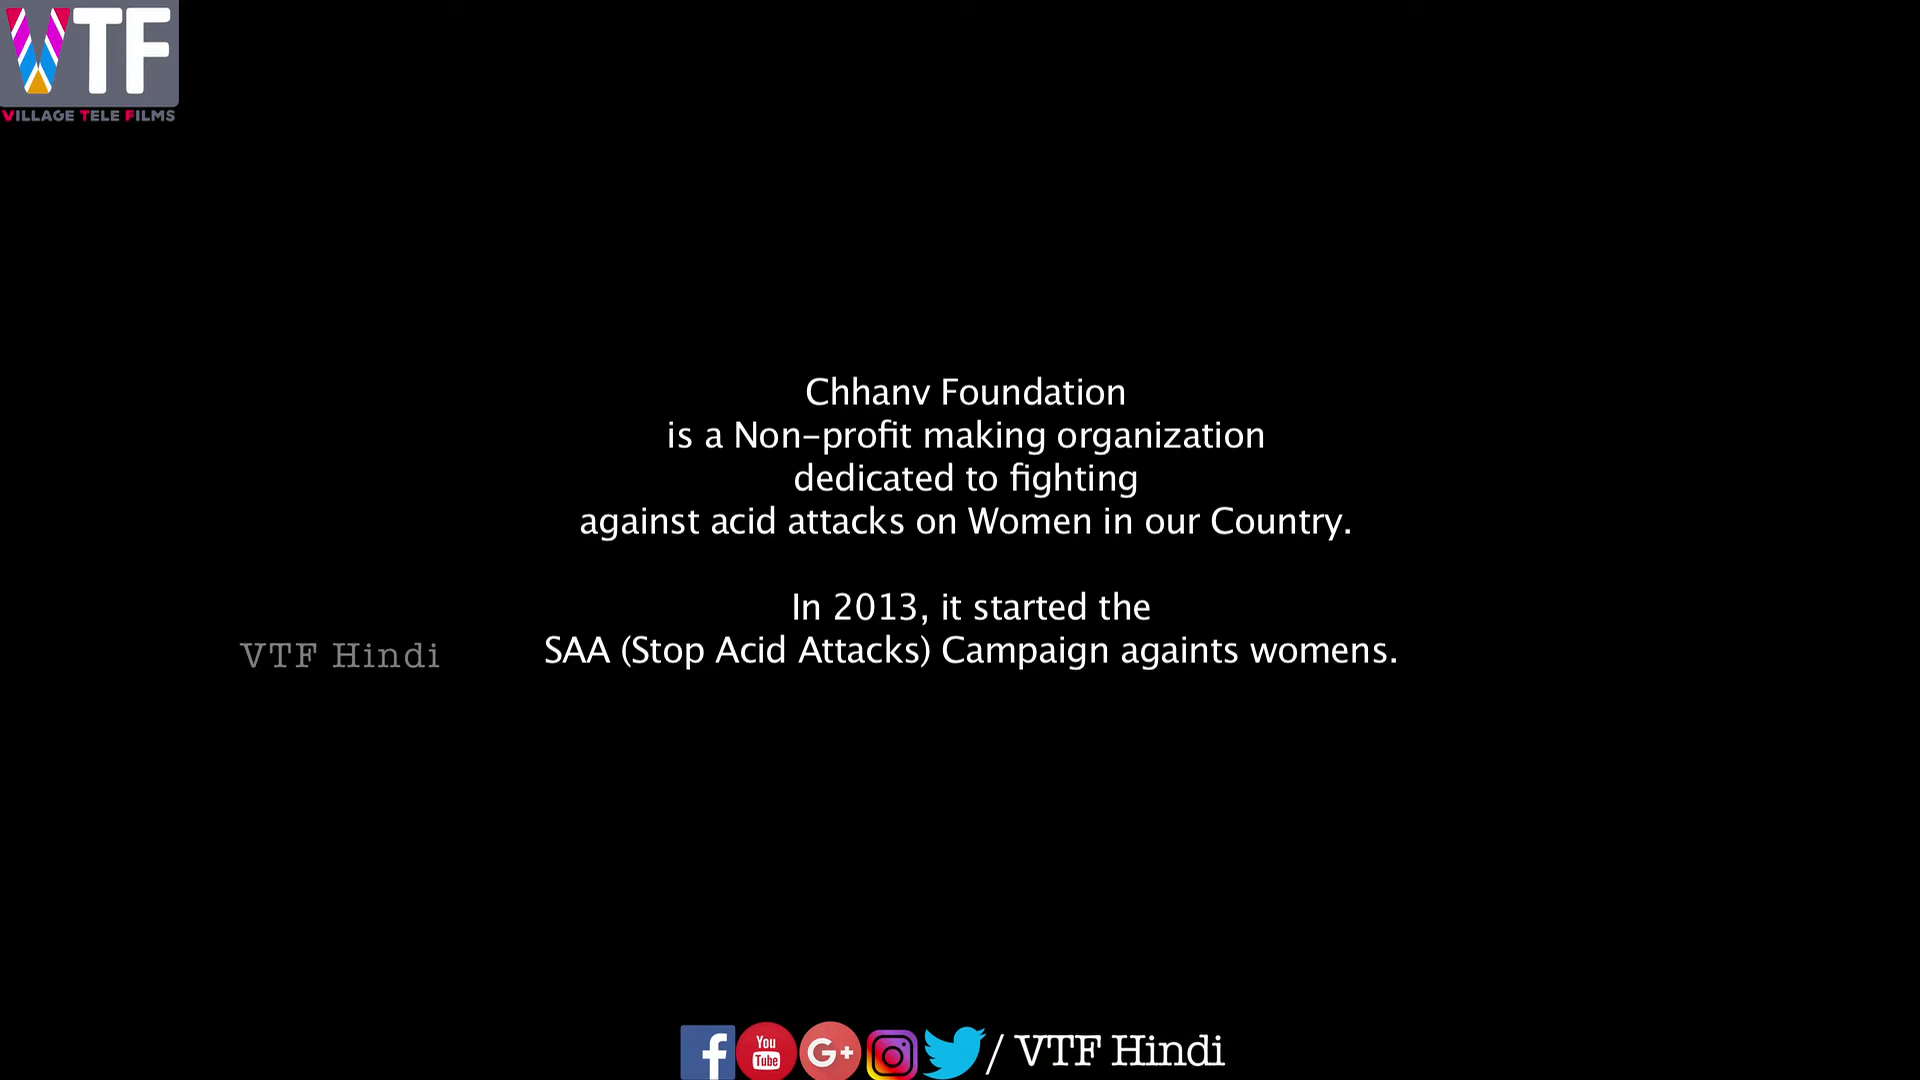 VTF
VILLAGE TELE FILMS
Chhanv Foundation
is a Non-profit making organization
dedicated to fighting
against acid attacks on Women in our Country.
In 2013, it started the
SAA (Stop Acid Attacks) Campaign againts womens.
VTF Hindi
f You Tube G+ / VTF Hindi